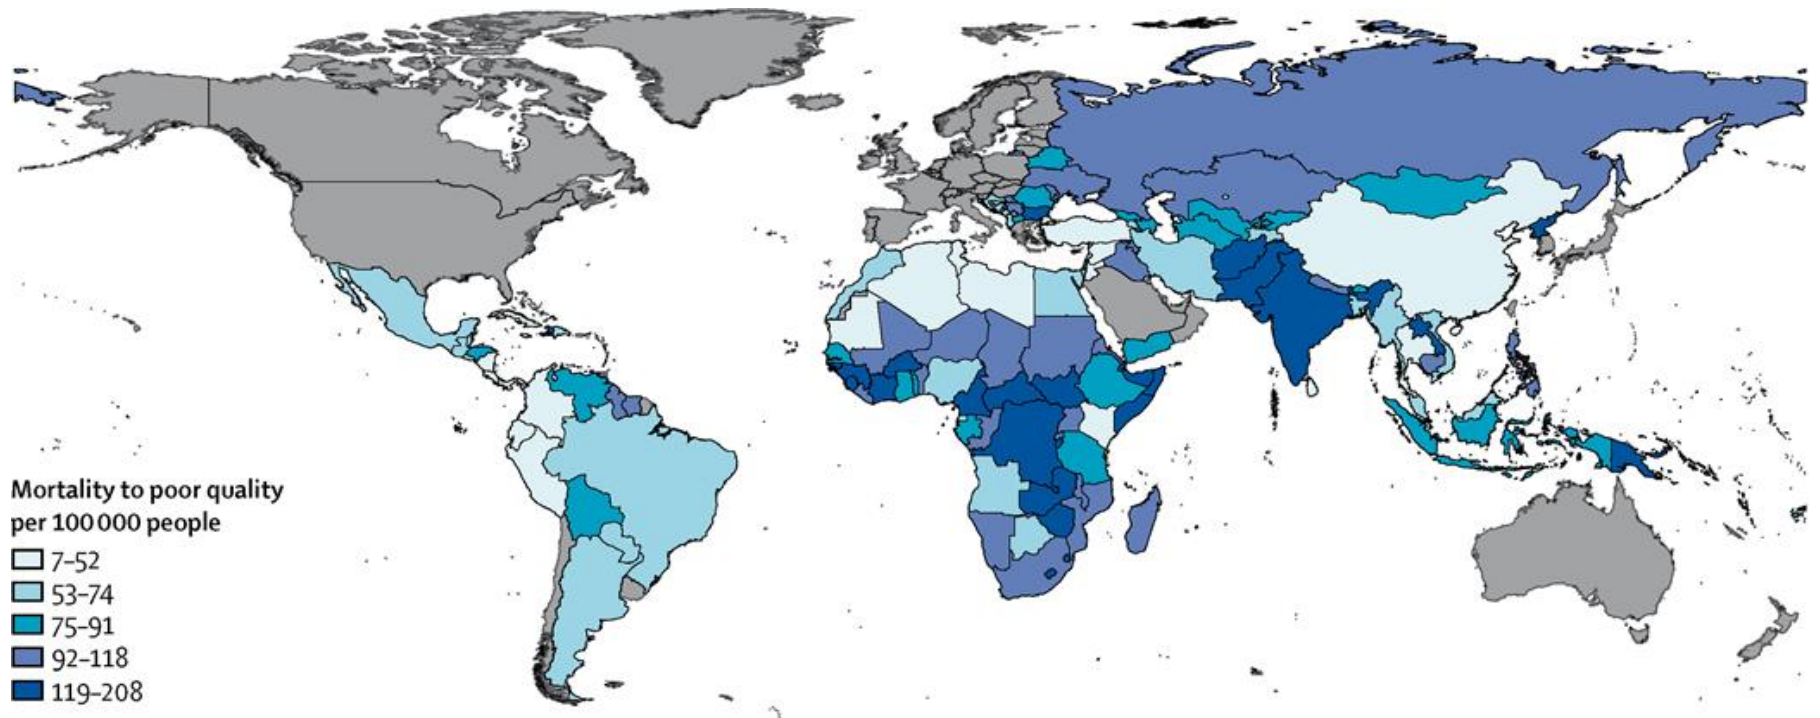 Mortality to poor quality
per 100 000 people
7–52
53–74
75–91
92–118
119–208